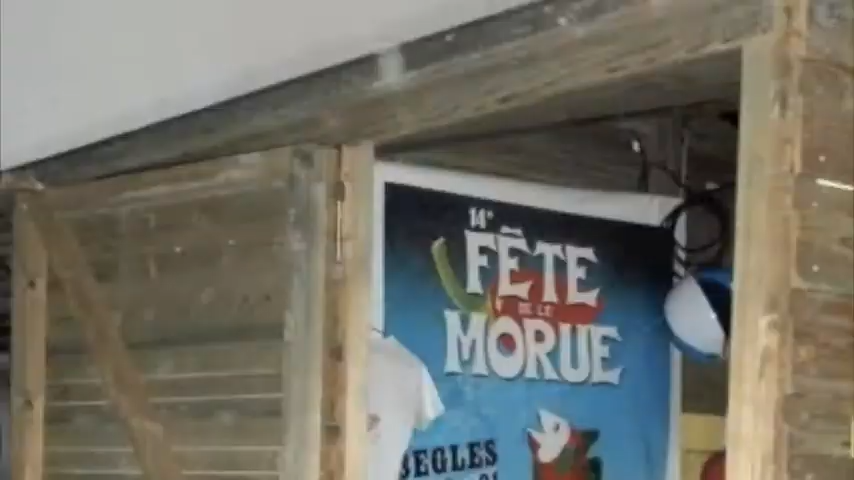 14e
FÊTE
DE LA
MORUE
BEGLES